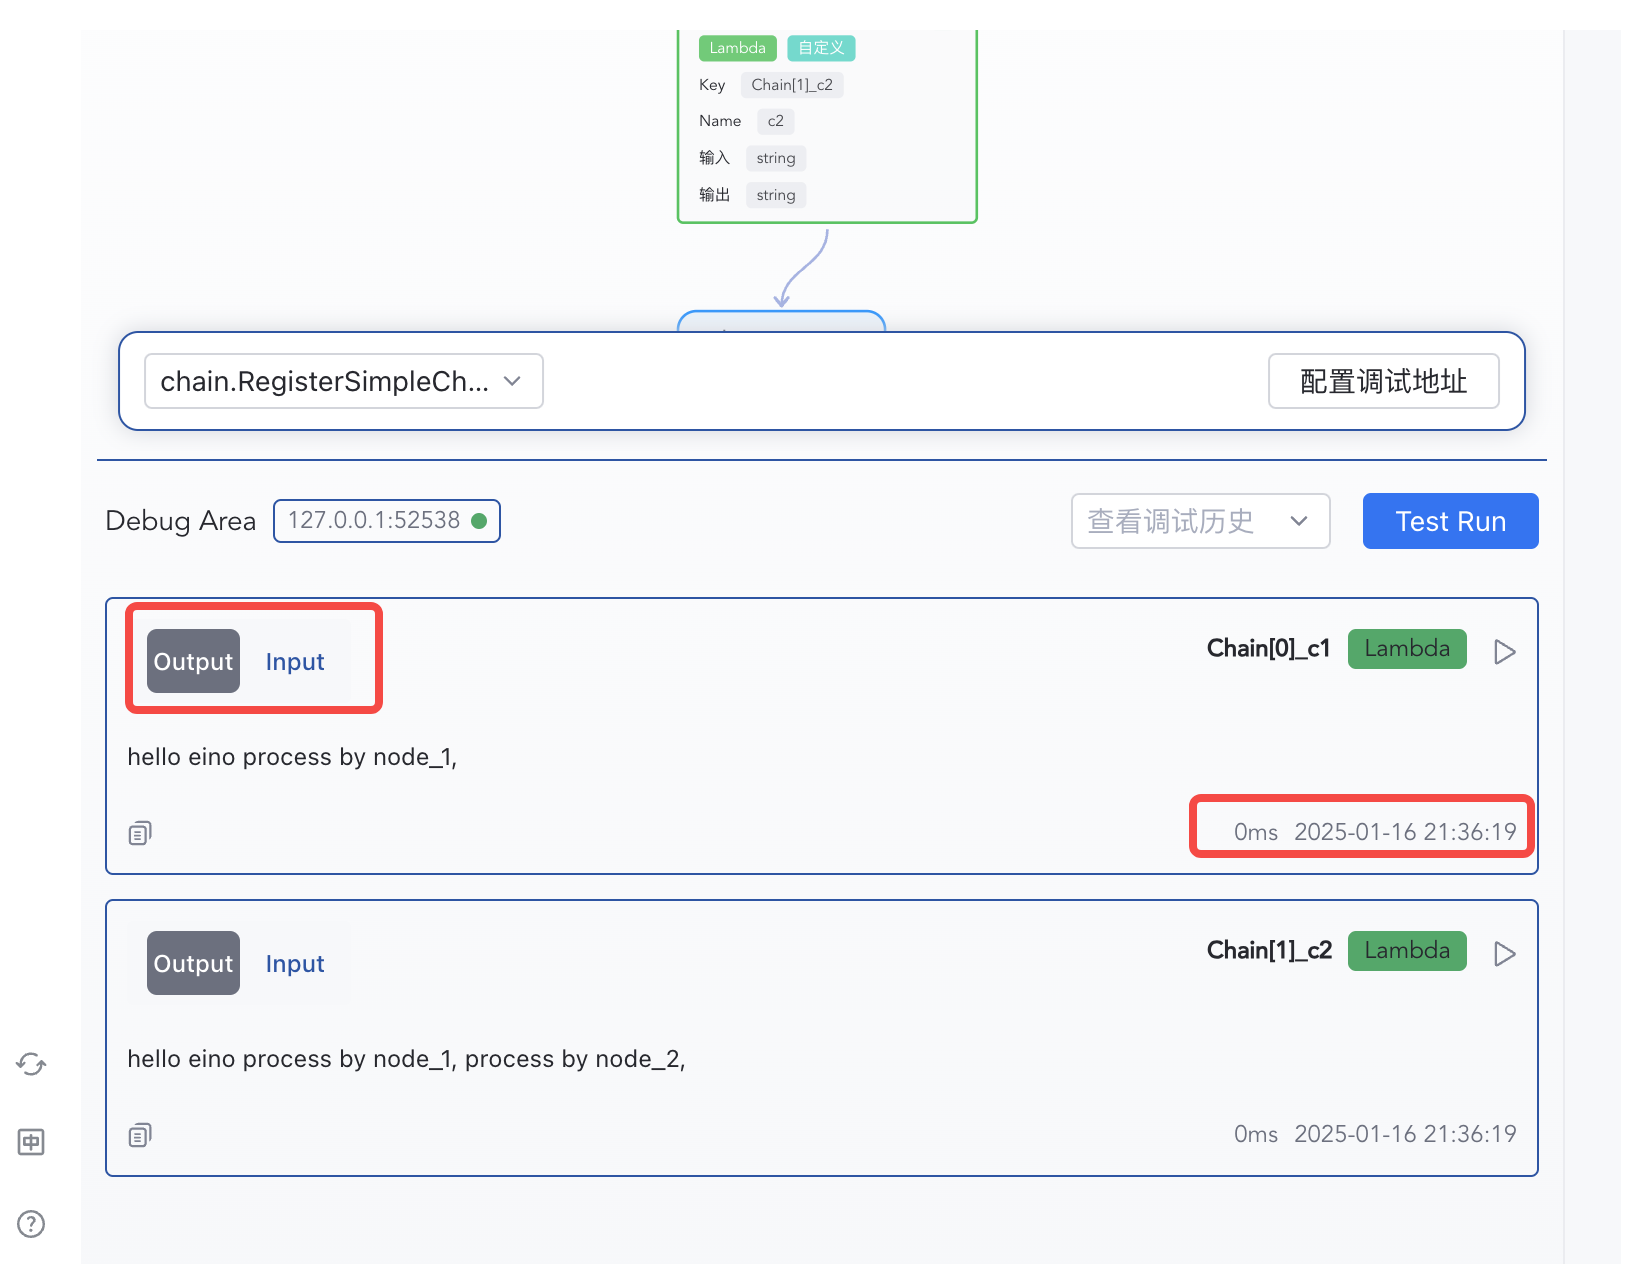 Lambda 自定义
Key Chain[1]_c2
Name c2
输入 string
输出 string
chain.RegisterSimpleCh...
配置调试地址
Debug Area 127.0.0.1:52538
查看调试历史
Test Run
Output Input
Chain[0]_c1 Lambda
hello eino process by node_1,
0ms 2025-01-16 21:36:19
Output Input
Chain[1]_c2 Lambda
hello eino process by node_1, process by node_2,
0ms 2025-01-16 21:36:19
中
?